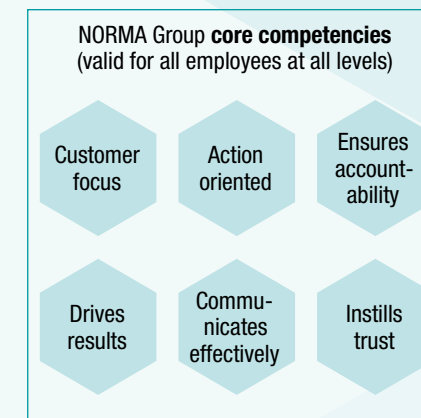 NORMA Group core competencies
(valid for all employees at all levels)
Customer
focus
Action
oriented
Ensures
account-
ability
Drives
results
Commu-
nicates
effectively
Instills
trust